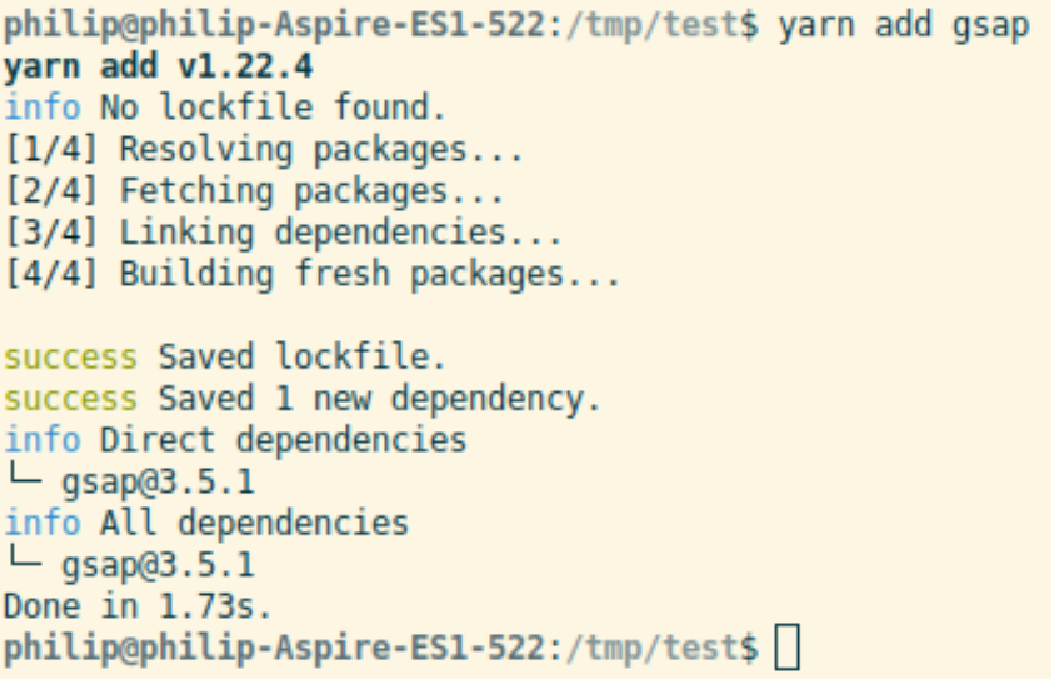 philip@philip-Aspire-ES1-522:/tmp/test$ yarn add gsap
yarn add v1.22.4
info No lockfile found.
[1/4] Resolving packages...
[2/4] Fetching packages...
[3/4] Linking dependencies...
[4/4] Building fresh packages...
success Saved lockfile.
success Saved 1 new dependency.
info Direct dependencies
└─ gsap@3.5.1
info All dependencies
└─ gsap@3.5.1
Done in 1.73s.
philip@philip-Aspire-ES1-522:/tmp/test$